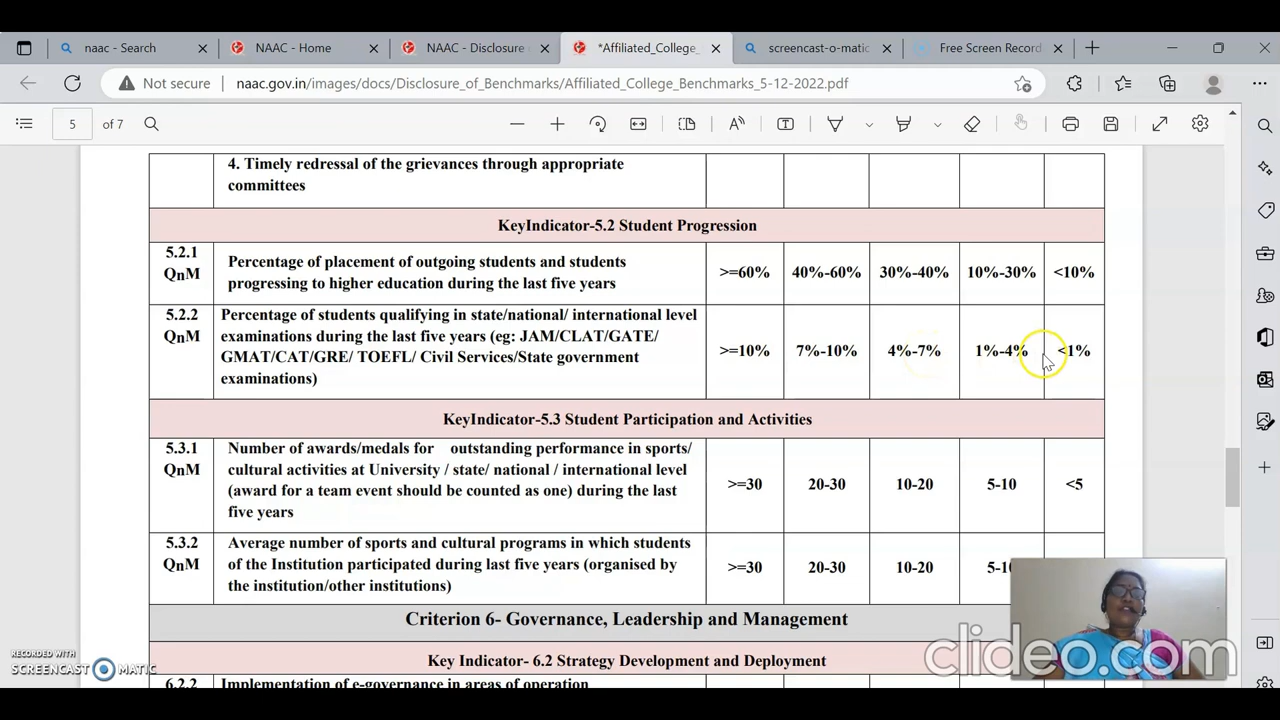 naac - Search
NAAC - Home
NAAC - Disclosure
*Affiliated_College_
screencast-o-matic
Free Screen Record
Not secure
naac.gov.in/images/docs/Disclosure_of_Benchmarks/Affiliated_College_Benchmarks_5-12-2022.pdf
5 of 7
4. Timely redressal of the grievances through appropriate
committees
KeyIndicator-5.2 Student Progression
5.2.1
QnM
Percentage of placement of outgoing students and students
progressing to higher education during the last five years
>=60% 40%-60% 30%-40% 10%-30% <10%
5.2.2
QnM
Percentage of students qualifying in state/national/ international level
examinations during the last five years (eg: JAM/CLAT/GATE/
GMAT/CAT/GRE/ TOEFL/ Civil Services/State government
examinations)
>=10% 7%-10% 4%-7% 1%-4% <1%
KeyIndicator-5.3 Student Participation and Activities
5.3.1
QnM
Number of awards/medals for outstanding performance in sports/
cultural activities at University / state/ national / international level
(award for a team event should be counted as one) during the last
five years
>=30 20-30 10-20 5-10 <5
5.3.2
QnM
Average number of sports and cultural programs in which students
of the Institution participated during last five years (organised by
the institution/other institutions)
>=30 20-30 10-20
Criterion 6- Governance, Leadership and Management
Key Indicator- 6.2 Strategy Development and Deployment
6.2.2
Implementation of e-governance in areas of operation
RECORDED WITH
SCREENCAST MATIC
clideo.com